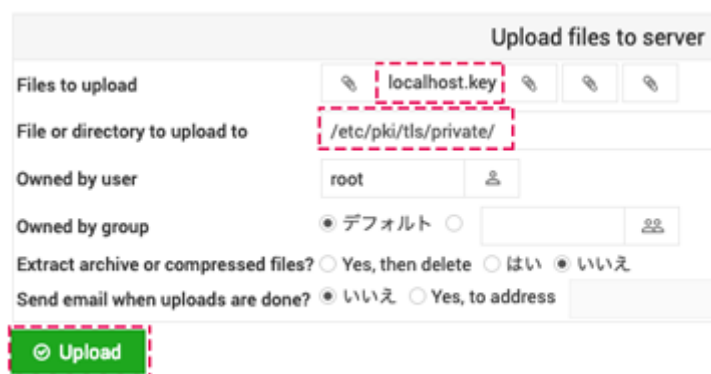 Upload files to server
Files to upload localhost.key
File or directory to upload to /etc/pki/tls/private/
Owned by user root
Owned by group デフォルト
Extract archive or compressed files? Yes, then delete はい いいえ
Send email when uploads are done? いいえ Yes, to address
Upload